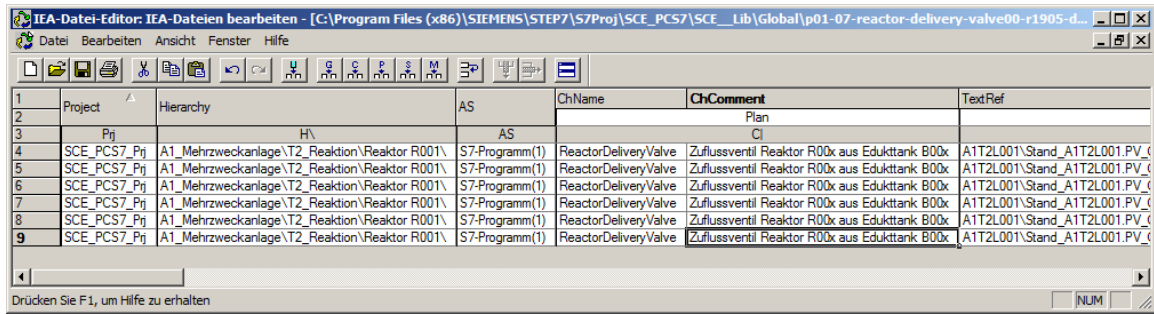 IEA-Datei-Editor: IEA-Dateien bearbeiten - [C:\Program Files (x86)\SIEMENS\STEP7\S7Proj\SCE_PCS7\SCE__Lib\Global\p01-07-reactor-delivery-valve00-r1905-d...
Datei Bearbeiten Ansicht Fenster Hilfe
1 Project Hierarchy AS ChName ChComment TextRef
2 Plan
3 Prj H\ AS C|
4 SCE_PCS7_Prj A1_Mehrzweckanlage\T2_Reaktion\Reaktor R001\ S7-Programm(1) ReactorDeliveryValve Zuflussventil Reaktor R00x aus Edukttank B00x A1T2L001\Stand_A1T2L001.PV_
5 SCE_PCS7_Prj A1_Mehrzweckanlage\T2_Reaktion\Reaktor R001\ S7-Programm(1) ReactorDeliveryValve Zuflussventil Reaktor R00x aus Edukttank B00x A1T2L001\Stand_A1T2L001.PV_
6 SCE_PCS7_Prj A1_Mehrzweckanlage\T2_Reaktion\Reaktor R001\ S7-Programm(1) ReactorDeliveryValve Zuflussventil Reaktor R00x aus Edukttank B00x A1T2L001\Stand_A1T2L001.PV_
7 SCE_PCS7_Prj A1_Mehrzweckanlage\T2_Reaktion\Reaktor R001\ S7-Programm(1) ReactorDeliveryValve Zuflussventil Reaktor R00x aus Edukttank B00x A1T2L001\Stand_A1T2L001.PV_
8 SCE_PCS7_Prj A1_Mehrzweckanlage\T2_Reaktion\Reaktor R001\ S7-Programm(1) ReactorDeliveryValve Zuflussventil Reaktor R00x aus Edukttank B00x A1T2L001\Stand_A1T2L001.PV_
9 SCE_PCS7_Prj A1_Mehrzweckanlage\T2_Reaktion\Reaktor R001\ S7-Programm(1) ReactorDeliveryValve Zuflussventil Reaktor R00x aus Edukttank B00x A1T2L001\Stand_A1T2L001.PV_
Drücken Sie F1, um Hilfe zu erhalten NUM